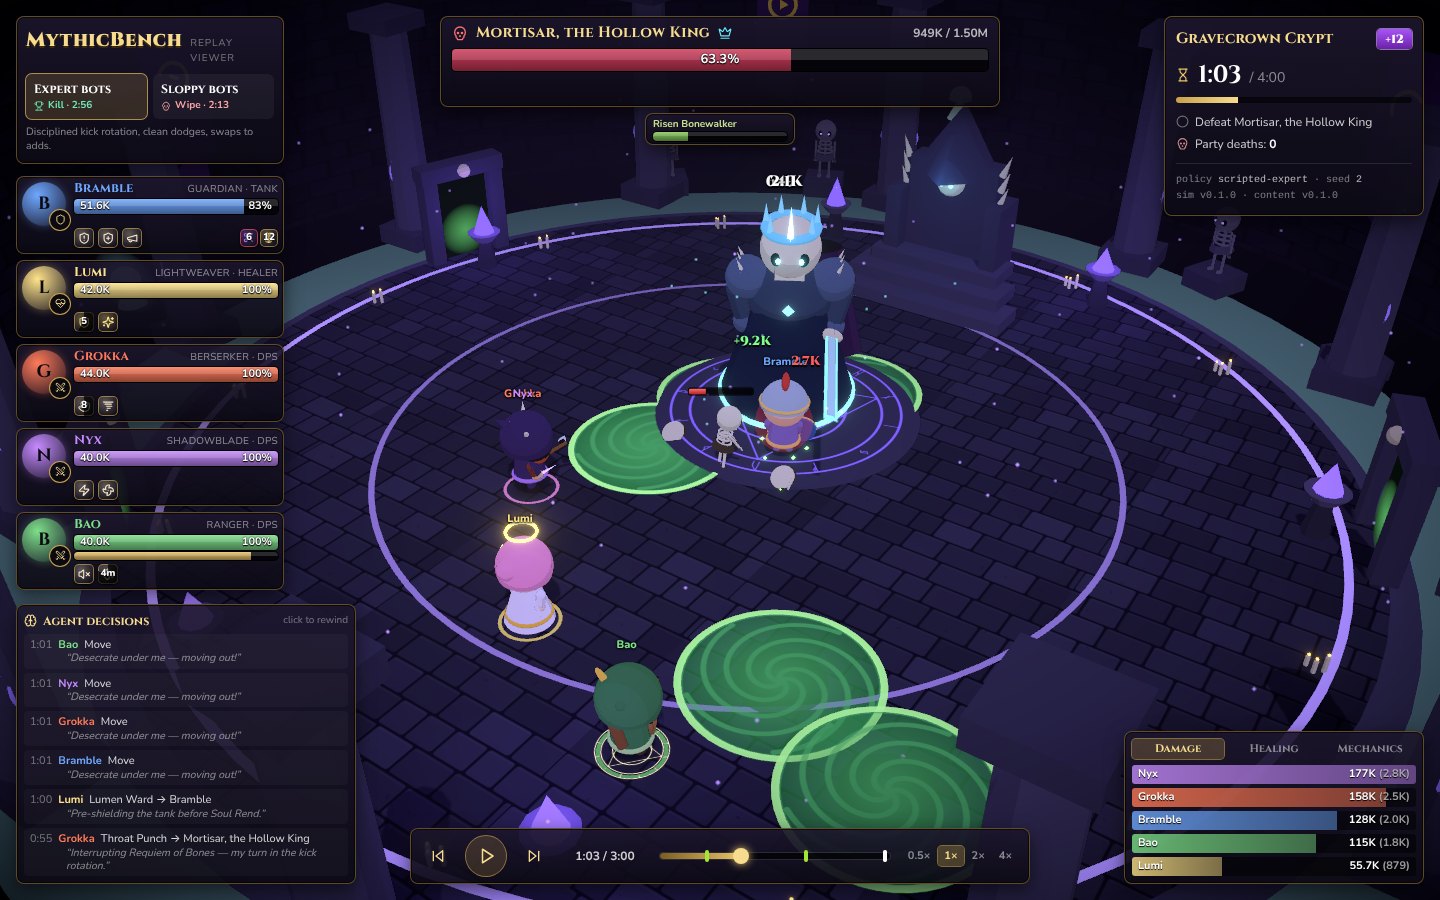 MythicBench
REPLAY
VIEWER
Expert bots
Kill · 2:56
Sloppy bots
Wipe · 2:13
Disciplined kick rotation, clean dodges, swaps to
adds.
B
Bramble
GUARDIAN · TANK
51.6K
83%
6
12
L
Lumi
LIGHTWEAVER · HEALER
42.0K
100%
5
G
Grokka
BERSERKER · DPS
44.0K
100%
8
N
Nyx
SHADOWBLADE · DPS
40.0K
100%
B
Bao
RANGER · DPS
40.0K
100%
4m
Agent decisions
click to rewind
1:01 Bao Move
“Desecrate under me — moving out!”
1:01 Nyx Move
“Desecrate under me — moving out!”
1:01 Grokka Move
“Desecrate under me — moving out!”
1:01 Bramble Move
“Desecrate under me — moving out!”
1:00 Lumi Lumen Ward → Bramble
“Pre-shielding the tank before Soul Rend.”
0:55 Grokka Throat Punch → Mortisar, the Hollow King
“Interrupting Requiem of Bones — my turn in the kick
rotation.”
Mortisar, the Hollow King
949K / 1.50M
63.3%
Risen Bonewalker
+9.2K
Lumi
Bao
Gravecrown Crypt
+12
1:03 / 4:00
Defeat Mortisar, the Hollow King
Party deaths: 0
policy scripted-expert · seed 2
sim v0.1.0 · content v0.1.0
1:03 / 3:00
0.5×
1×
2×
4×
Damage
Healing
Mechanics
Nyx
177K (2.8K)
Grokka
158K (2.5K)
Bramble
128K (2.0K)
Bao
115K (1.8K)
Lumi
55.7K (879)